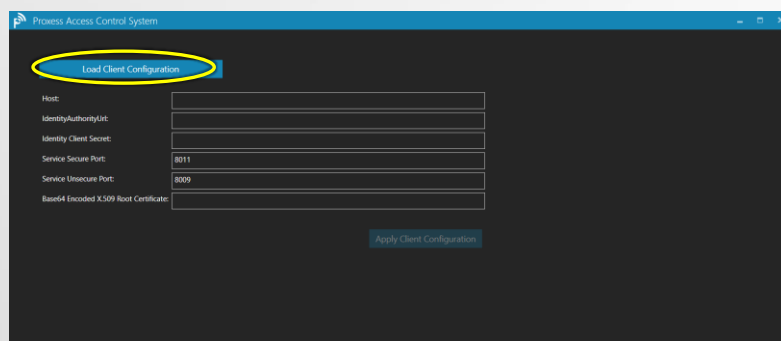 Proxess Access Control System
Load Client Configuration
Host:
IdentityAuthorityUrl:
Identity Client Secret:
Service Secure Port: 8011
Service Unsecure Port: 8009
Base64 Encoded X.509 Root Certificate:
Apply Client Configuration